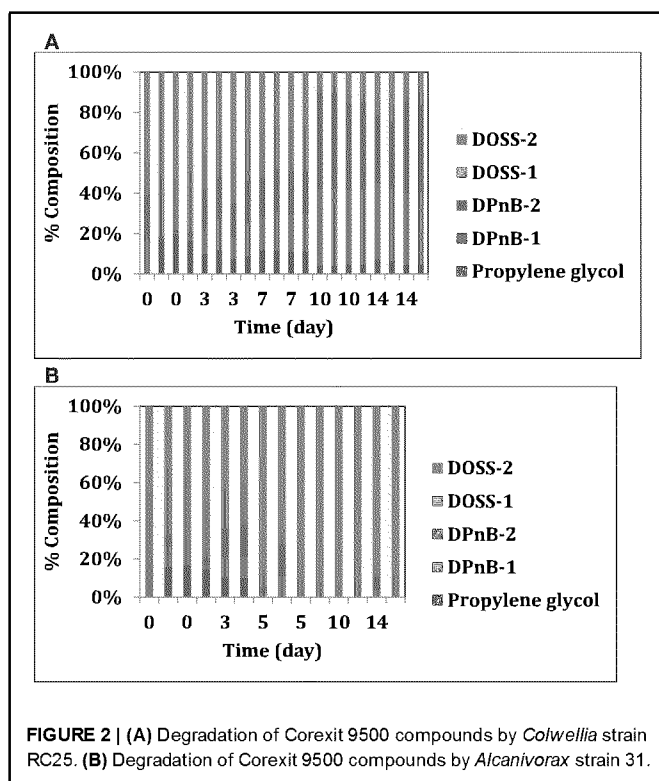 A
100%
80%
60%
40%
20%
0%
% Composition
0 0 3 3 7 7 10 10 14 14
Time (day)
DOSS-2
DOSS-1
DPnB-2
DPnB-1
Propylene glycol
B
100%
80%
60%
40%
20%
0%
% Composition
0 0 3 5 5 10 14
Time (day)
DOSS-2
DOSS-1
DPnB-2
DPnB-1
Propylene glycol
FIGURE 2 | (A) Degradation of Corexit 9500 compounds by Colwellia strain
RC25. (B) Degradation of Corexit 9500 compounds by Alcanivorax strain 31.